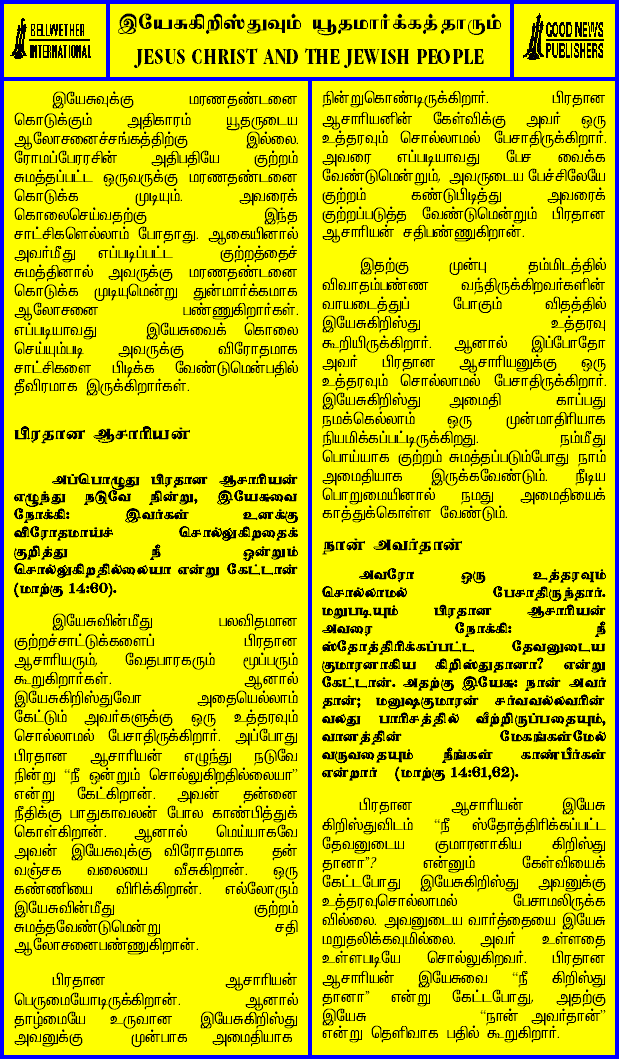 BELLWETHER
INTERNATIONAL
இயேசுகிறிஸ்துவும் யூதமார்க்கத்தாரும்
JESUS CHRIST AND THE JEWISH PEOPLE
GOOD NEWS
PUBLISHERS
இயேசுவுக்கு மரணதண்டனை
கொடுக்கும் அதிகாரம் யூதருடைய
ஆலோசனைச்சங்கத்திற்கு இல்லை.
ரோமப்பேரரசின் அதிபதியே குற்றம்
சுமத்தப்பட்ட ஒருவருக்கு மரணதண்டனை
கொடுக்க முடியும். அவரைக்
கொலைசெய்வதற்கு இந்த
சாட்சிகளெல்லாம் போதாது. ஆகையினால்
அவர்மீது எப்படிப்பட்ட குற்றத்தைச்
சுமத்தினால் அவருக்கு மரணதண்டனை
கொடுக்க முடியுமென்று துன்மார்க்கமாக
ஆலோசனை பண்ணுகிறார்கள்.
எப்படியாவது இயேசுவைக் கொலை
செய்யும்படி அவருக்கு விரோதமாக
சாட்சிகளை பிடிக்க வேண்டுமென்பதில்
தீவிரமாக இருக்கிறார்கள்.
பிரதான ஆசாரியன்
அப்பொழுது பிரதான ஆசாரியன்
எழுந்து நடுவே நின்று, இயேசுவை
நோக்கி: இவர்கள் உனக்கு
விரோதமாய்ச் சொல்லுகிறதைக்
குறித்து நீ ஒன்றும்
சொல்லுகிறதில்லையா என்று கேட்டான்
(மாற்கு 14:60).
இயேசுவின்மீது பலவிதமான
குற்றச்சாட்டுக்களைப் பிரதான
ஆசாரியரும், வேதபாரகரும் மூப்பரும்
கூறுகிறார்கள். ஆனால்
இயேசுகிறிஸ்துவோ அதையெல்லாம்
கேட்டும் அவர்களுக்கு ஒரு உத்தரவும்
சொல்லாமல் பேசாதிருக்கிறார். அப்போது
பிரதான ஆசாரியன் எழுந்து நடுவே
நின்று “நீ ஒன்றும் சொல்லுகிறதில்லையா”
என்று கேட்கிறான். அவன் தன்னை
நீதிக்கு பாதுகாவலன் போல காண்பித்துக்
கொள்கிறான். ஆனால் மெய்யாகவே
அவன் இயேசுவுக்கு விரோதமாக தன்
வஞ்சக வலையை வீசுகிறான். ஒரு
கண்ணியை விரிக்கிறான். எல்லோரும்
இயேசுவின்மீது குற்றம்
சுமத்தவேண்டுமென்று சதி
ஆலோசனைபண்ணுகிறான்.
பிரதான ஆசாரியன்
பெருமையோடிருக்கிறான். ஆனால்
தாழ்மையே உருவான இயேசுகிறிஸ்து
அவனுக்கு முன்பாக அமைதியாக
நின்றுகொண்டிருக்கிறார். பிரதான
ஆசாரியனின் கேள்விக்கு அவர் ஒரு
உத்தரவும் சொல்லாமல் பேசாதிருக்கிறார்.
அவரை எப்படியாவது பேச வைக்க
வேண்டுமென்றும், அவருடைய பேச்சிலேயே
குற்றம் கண்டுபிடித்து அவரைக்
குற்றப்படுத்த வேண்டுமென்றும் பிரதான
ஆசாரியன் சதிபண்ணுகிறான்.
இதற்கு முன்பு தம்மிடத்தில்
விவாதம்பண்ண வந்திருக்கிறவர்களின்
வாயடைத்துப் போகும் விதத்தில்
இயேசுகிறிஸ்து உத்தரவு
கூறியிருக்கிறார். ஆனால் இப்போதோ
அவர் பிரதான ஆசாரியனுக்கு ஒரு
உத்தரவும் சொல்லாமல் பேசாதிருக்கிறார்.
இயேசுகிறிஸ்து அமைதி காப்பது
நமக்கெல்லாம் ஒரு முன்மாதிரியாக
நியமிக்கப்பட்டிருக்கிறது. நம்மீது
பொய்யாக குற்றம் சுமத்தப்படும்போது நாம்
அமைதியாக இருக்கவேண்டும். நீடிய
பொறுமையினால் நமது அமைதியைக்
காத்துக்கொள்ள வேண்டும்.
நான் அவர்தான்
அவரோ ஒரு உத்தரவும்
சொல்லாமல் பேசாதிருந்தார்.
மறுபடியும் பிரதான ஆசாரியன்
அவரை நோக்கி: நீ
ஸ்தோத்திரிக்கப்பட்ட தேவனுடைய
குமாரனாகிய கிறிஸ்துதானா? என்று
கேட்டான். அதற்கு இயேசு: நான் அவர்
தான்; மனுஷகுமாரன் சர்வவல்லவரின்
வலது பாரிசத்தில் வீற்றிருப்பதையும்,
வானத்தின் மேகங்கள்மேல்
வருவதையும் நீங்கள் காண்பீர்கள்
என்றார் (மாற்கு 14:61,62).
பிரதான ஆசாரியன் இயேசு
கிறிஸ்துவிடம் “நீ ஸ்தோத்திரிக்கப்பட்ட
தேவனுடைய குமாரனாகிய கிறிஸ்து
தானா”? என்னும் கேள்வியைக்
கேட்டபோது இயேசுகிறிஸ்து அவனுக்கு
உத்தரவுசொல்லாமல் பேசாமலிருக்க
வில்லை. அவனுடைய வார்த்தையை இயேசு
மறுதலிக்கவுமில்லை. அவர் உள்ளதை
உள்ளபடியே சொல்லுகிறவர். பிரதான
ஆசாரியன் இயேசுவை “நீ கிறிஸ்து
தானா” என்று கேட்டபோது, அதற்கு
இயேசு “நான் அவர்தான்”
என்று தெளிவாக பதில் கூறுகிறார்.